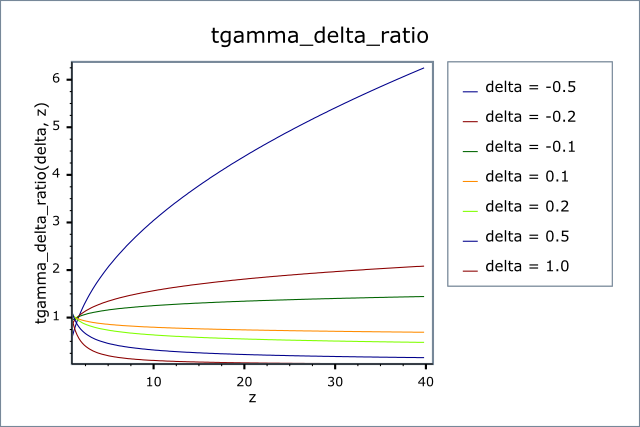 tgamma_delta_ratio
tgamma_delta_ratio(delta, z)
6
5
4
3
2
1
10
20
30
40
z
delta = -0.5
delta = -0.2
delta = -0.1
delta = 0.1
delta = 0.2
delta = 0.5
delta = 1.0